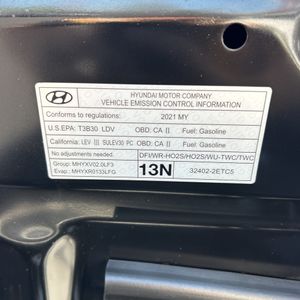 HYUNDAI MOTOR COMPANY
VEHICLE EMISSION CONTROL INFORMATION
Conforms to regulations: 2021 MY
U.S.EPA: T3B30 LDV OBD: CA II Fuel: Gasoline
California: LEV III SULEV30 PC OBD: CA II Fuel: Gasoline
No adjustments needed. DFI/WR-HO2S/HO2S/WU-TWC/TWC
Group: MHYXV02.0LF3
Evap: MHYXR0133LFG 13N 32402-2ETC5